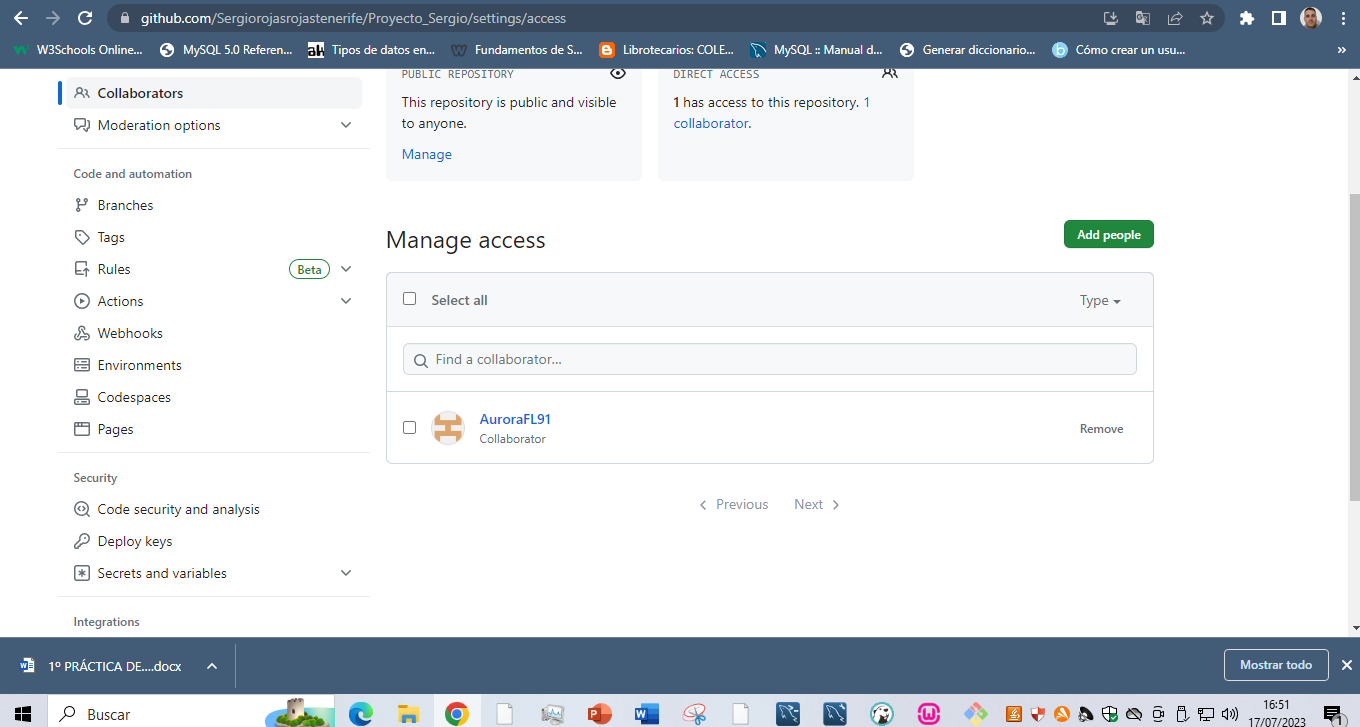 github.com/Sergiorojasrojastenerife/Proyecto_Sergio/settings/access
W3Schools Online... MySQL 5.0 Referen... ah Tipos de datos en... Fundamentos de S... Librotecarios: COLE... MySQL :: Manual d... Generar diccionario... Cómo crear un usu... »
Collaborators
Moderation options
Code and automation
Branches
Tags
Rules Beta
Actions
Webhooks
Environments
Codespaces
Pages
Security
Code security and analysis
Deploy keys
Secrets and variables
Integrations
PUBLIC REPOSITORY
This repository is public and visible
to anyone.
Manage
DIRECT ACCESS
1 has access to this repository. 1
collaborator.
Manage access
Add people
Select all
Type
Find a collaborator...
AuroraFL91
Collaborator
Remove
Previous Next
1º PRÁCTICA DE....docx
Mostrar todo
Buscar
16:51
17/07/2023